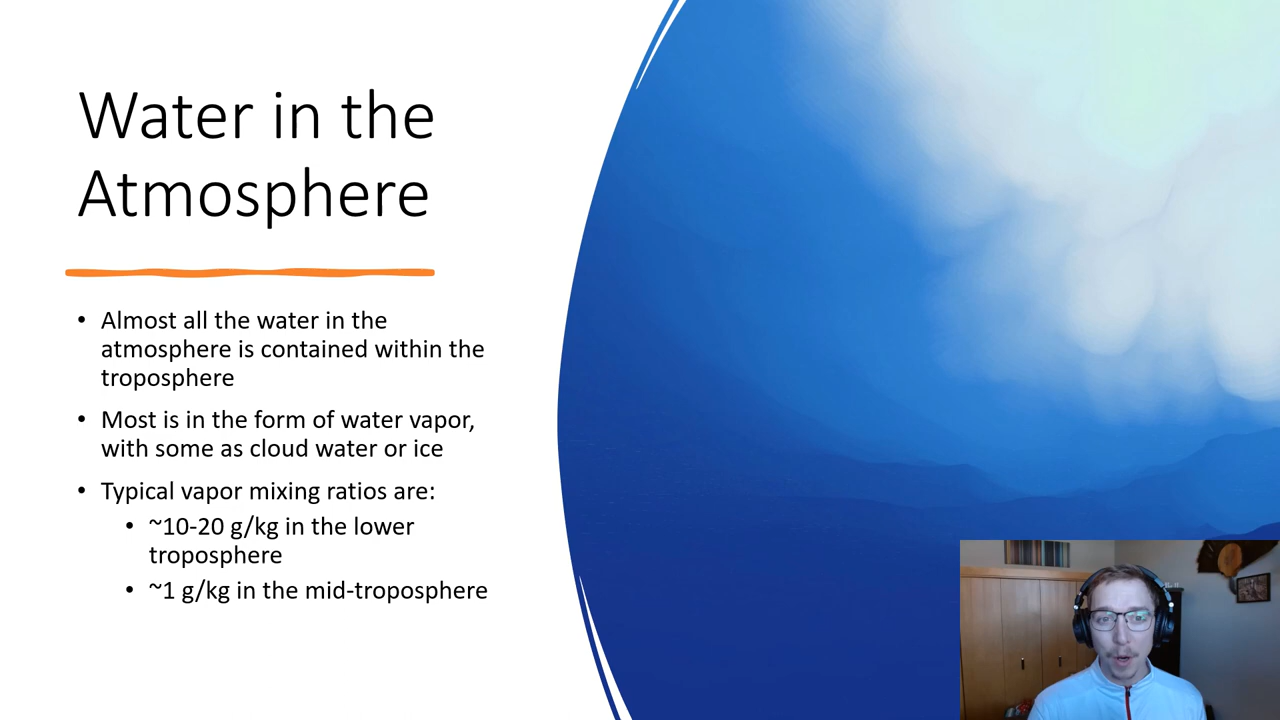 Water in the
Atmosphere
• Almost all the water in the
atmosphere is contained within the
troposphere
• Most is in the form of water vapor,
with some as cloud water or ice
• Typical vapor mixing ratios are:
• ~10-20 g/kg in the lower
troposphere
• ~1 g/kg in the mid-troposphere